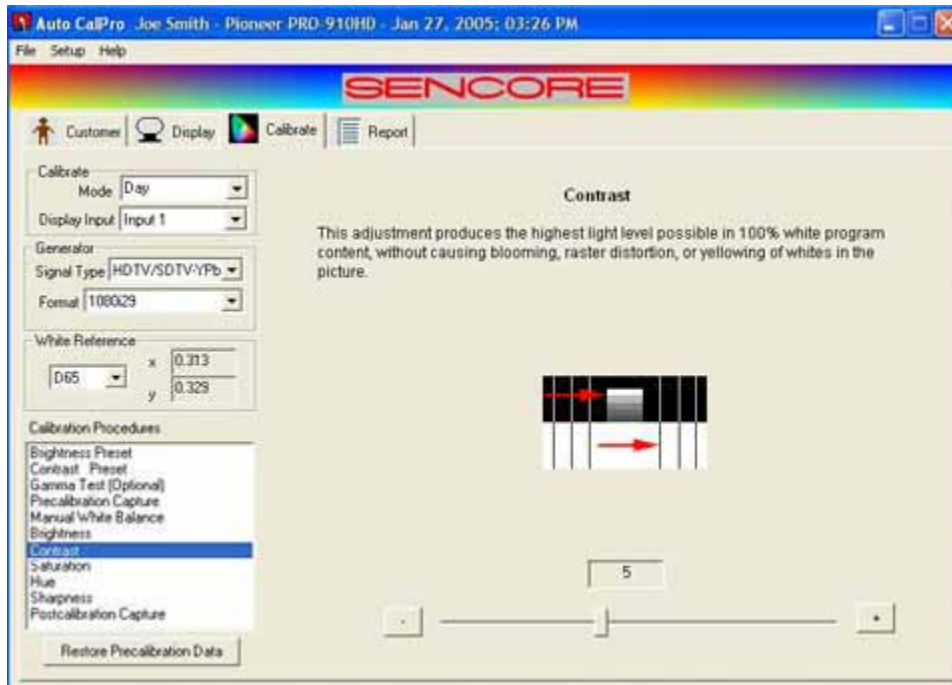 Auto CalPro Joe Smith - Pioneer PRO-910HD - Jan 27, 2005; 03:26 PM
File Setup Help
SENCORE
Customer Display Calibrate Report
Calibrate
Mode Day
Display Input Input 1
Generator
Signal Type HDTV/SDTV-YPb
Format 1080i29
White Reference
D65 x 0.313
y 0.329
Calibration Procedures
Brightness Preset
Contrast Preset
Gamma Test (Optional)
Precalibration Capture
Manual White Balance
Brightness
Contrast
Saturation
Hue
Sharpness
Postcalibration Capture
Restore Precalibration Data
Contrast
This adjustment produces the highest light level possible in 100% white program
content, without causing blooming, raster distortion, or yellowing of whites in the
picture.
5
- +